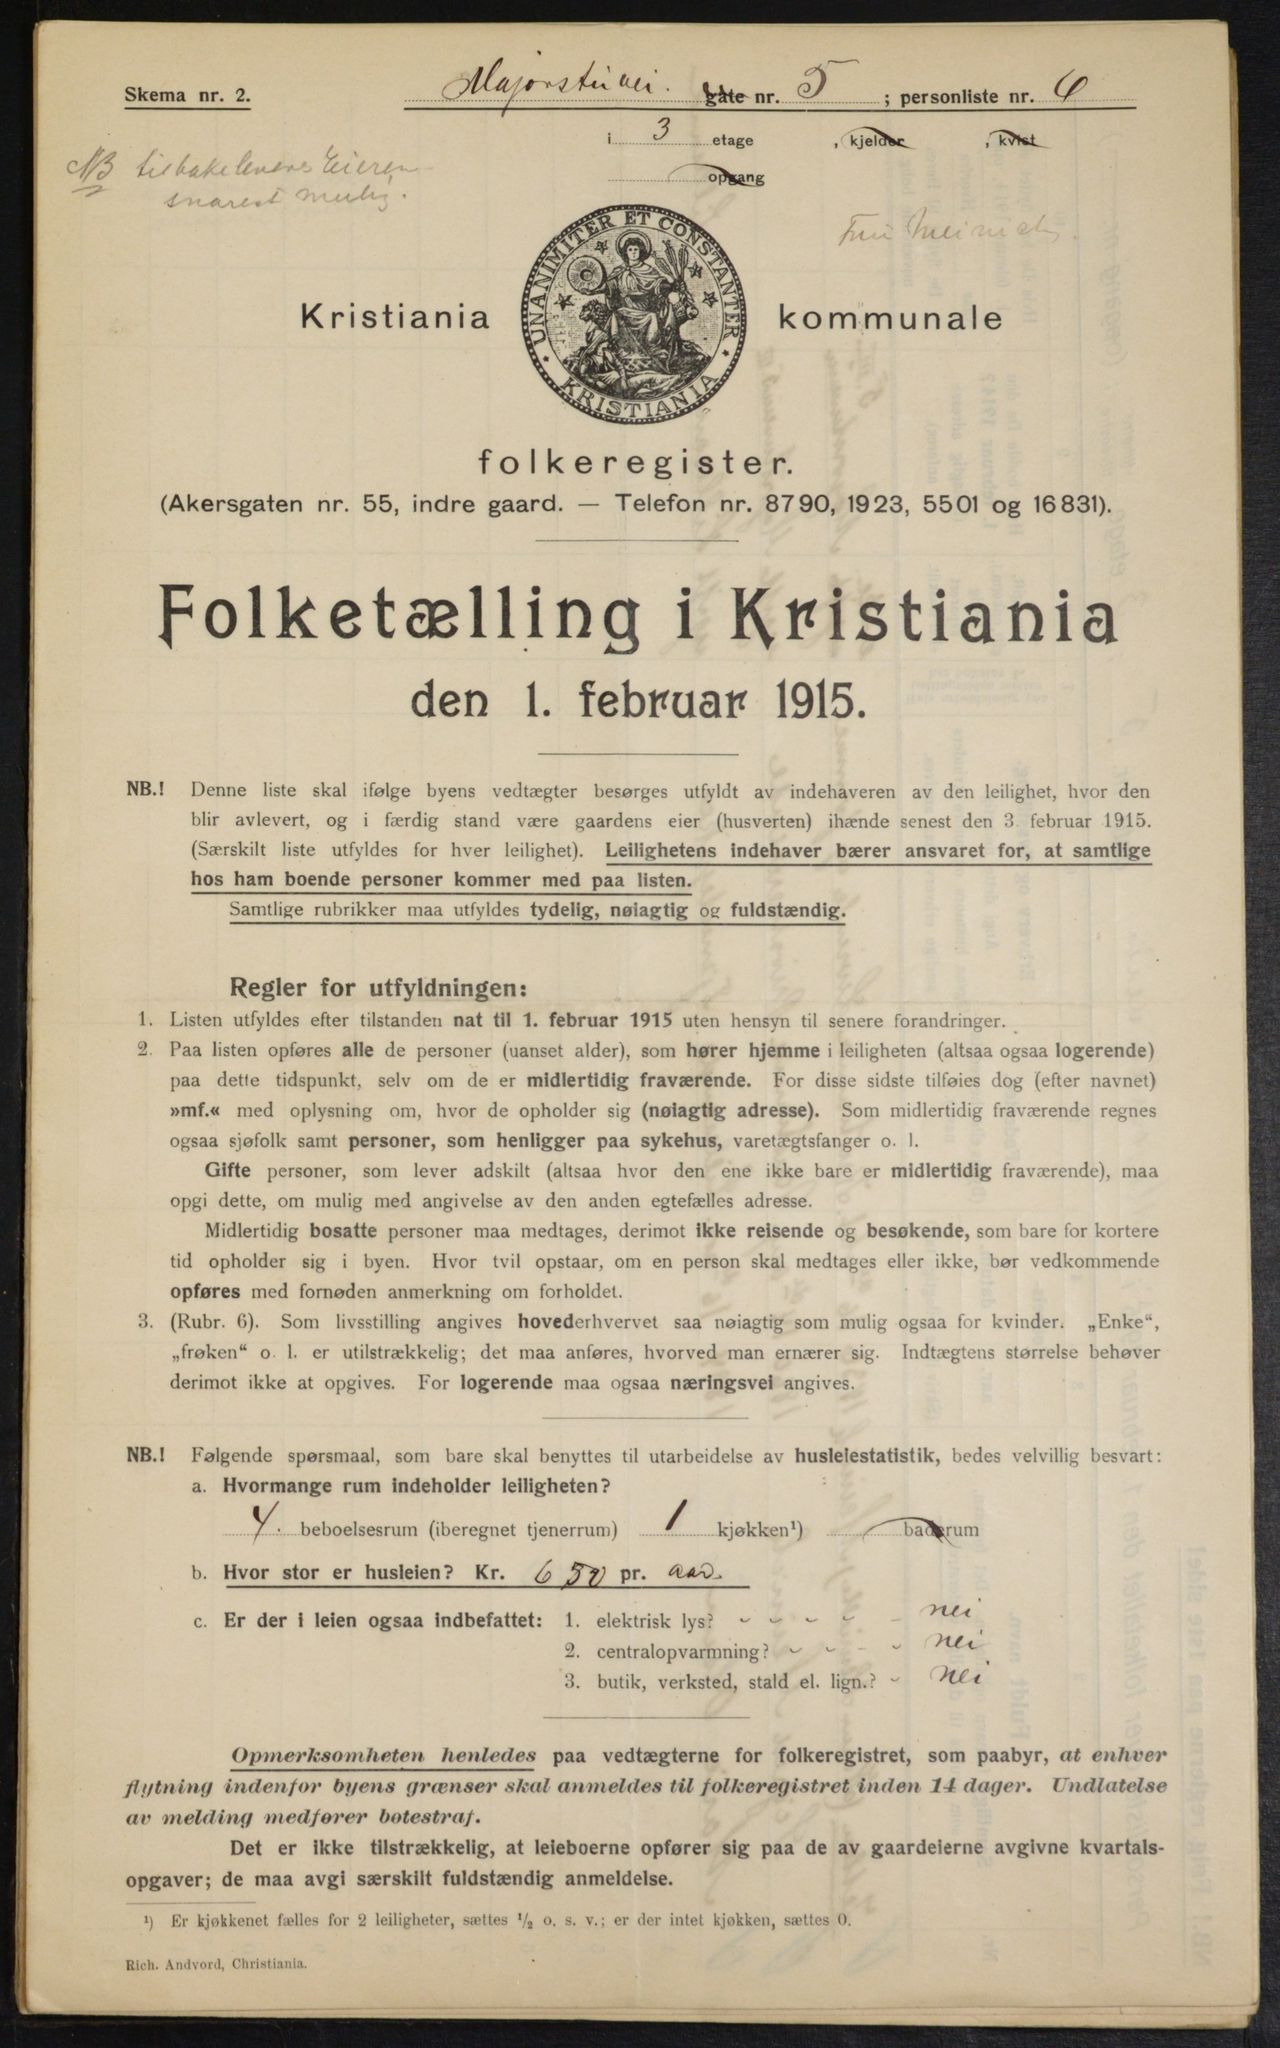 Skema nr. 2.
Majorstuvei. gate nr. 5 ; personliste nr. 6
i 3 etage , kjelder , kvist
opgang
NB tilbakeleveres Eieren
snarest mulig.
UNANIMITER ET CONSTANTER
KRISTIANIA
Kristiania kommunale
folkeregister.
(Akersgaten nr. 55, indre gaard. — Telefon nr. 8790, 1923, 5501 og 16831).
Folketælling i Kristiania
den 1. februar 1915.
NB.! Denne liste skal ifølge byens vedtægter besørges utfyldt av indehaveren av den leilighet, hvor den
blir avlevert, og i færdig stand være gaardens eier (husverten) ihænde senest den 3. februar 1915.
(Særskilt liste utfyldes for hver leilighet). Leilighetens indehaver bærer ansvaret for, at samtlige
hos ham boende personer kommer med paa listen.
Samtlige rubrikker maa utfyldes tydelig, nøiagtig og fuldstændig.
Regler for utfyldningen:
1. Listen utfyldes efter tilstanden nat til 1. februar 1915 uten hensyn til senere forandringer.
2. Paa listen opføres alle de personer (uanset alder), som hører hjemme i leiligheten (altsaa ogsaa logerende)
paa dette tidspunkt, selv om de er midlertidig fraværende. For disse sidste tilføies dog (efter navnet)
»mf.« med oplysning om, hvor de opholder sig (nøiagtig adresse). Som midlertidig fraværende regnes
ogsaa sjøfolk samt personer, som henligger paa sykehus, varetægtsfanger o. l.
Gifte personer, som lever adskilt (altsaa hvor den ene ikke bare er midlertidig fraværende), maa
opgi dette, om mulig med angivelse av den anden egtefælles adresse.
Midlertidig bosatte personer maa medtages, derimot ikke reisende og besøkende, som bare for kortere
tid opholder sig i byen. Hvor tvil opstaar, om en person skal medtages eller ikke, bør vedkommende
opføres med fornøden anmerkning om forholdet.
3. (Rubr. 6). Som livsstilling angives hovederhvervet saa nøiagtig som mulig ogsaa for kvinder. „Enke“,
„frøken“ o. l. er utilstrækkelig; det maa anføres, hvorved man ernærer sig. Indtægtens størrelse behøver
derimot ikke at opgives. For logerende maa ogsaa næringsvei angives.
NB.! Følgende spørsmaal, som bare skal benyttes til utarbeidelse av husleiestatistik, bedes velvillig besvart:
a. Hvormange rum indeholder leiligheten?
4. beboelsesrum (iberegnet tjenerrum) 1 kjøkken¹) baderum
b. Hvor stor er husleien? Kr. 650 pr. aar.
c. Er der i leien ogsaa indbefattet: 1. elektrisk lys? nei
2. centralopvarmning? nei
3. butik, verksted, stald el. lign.? nei
Opmerksomheten henledes paa vedtægterne for folkeregistret, som paabyr, at enhver
flytning indenfor byens grænser skal anmeldes til folkeregistret inden 14 dager. Undlatelse
av melding medfører bøtestraf.
Det er ikke tilstrækkelig, at leieboerne opfører sig paa de av gaardeierne avgivne kvartals-
opgaver; de maa avgi særskilt fuldstændig anmeldelse.
¹) Er kjøkkenet fælles for 2 leiligheter, sættes ½ o. s. v.; er der intet kjøkken, sættes 0.
Rich. Andvord, Christiania.